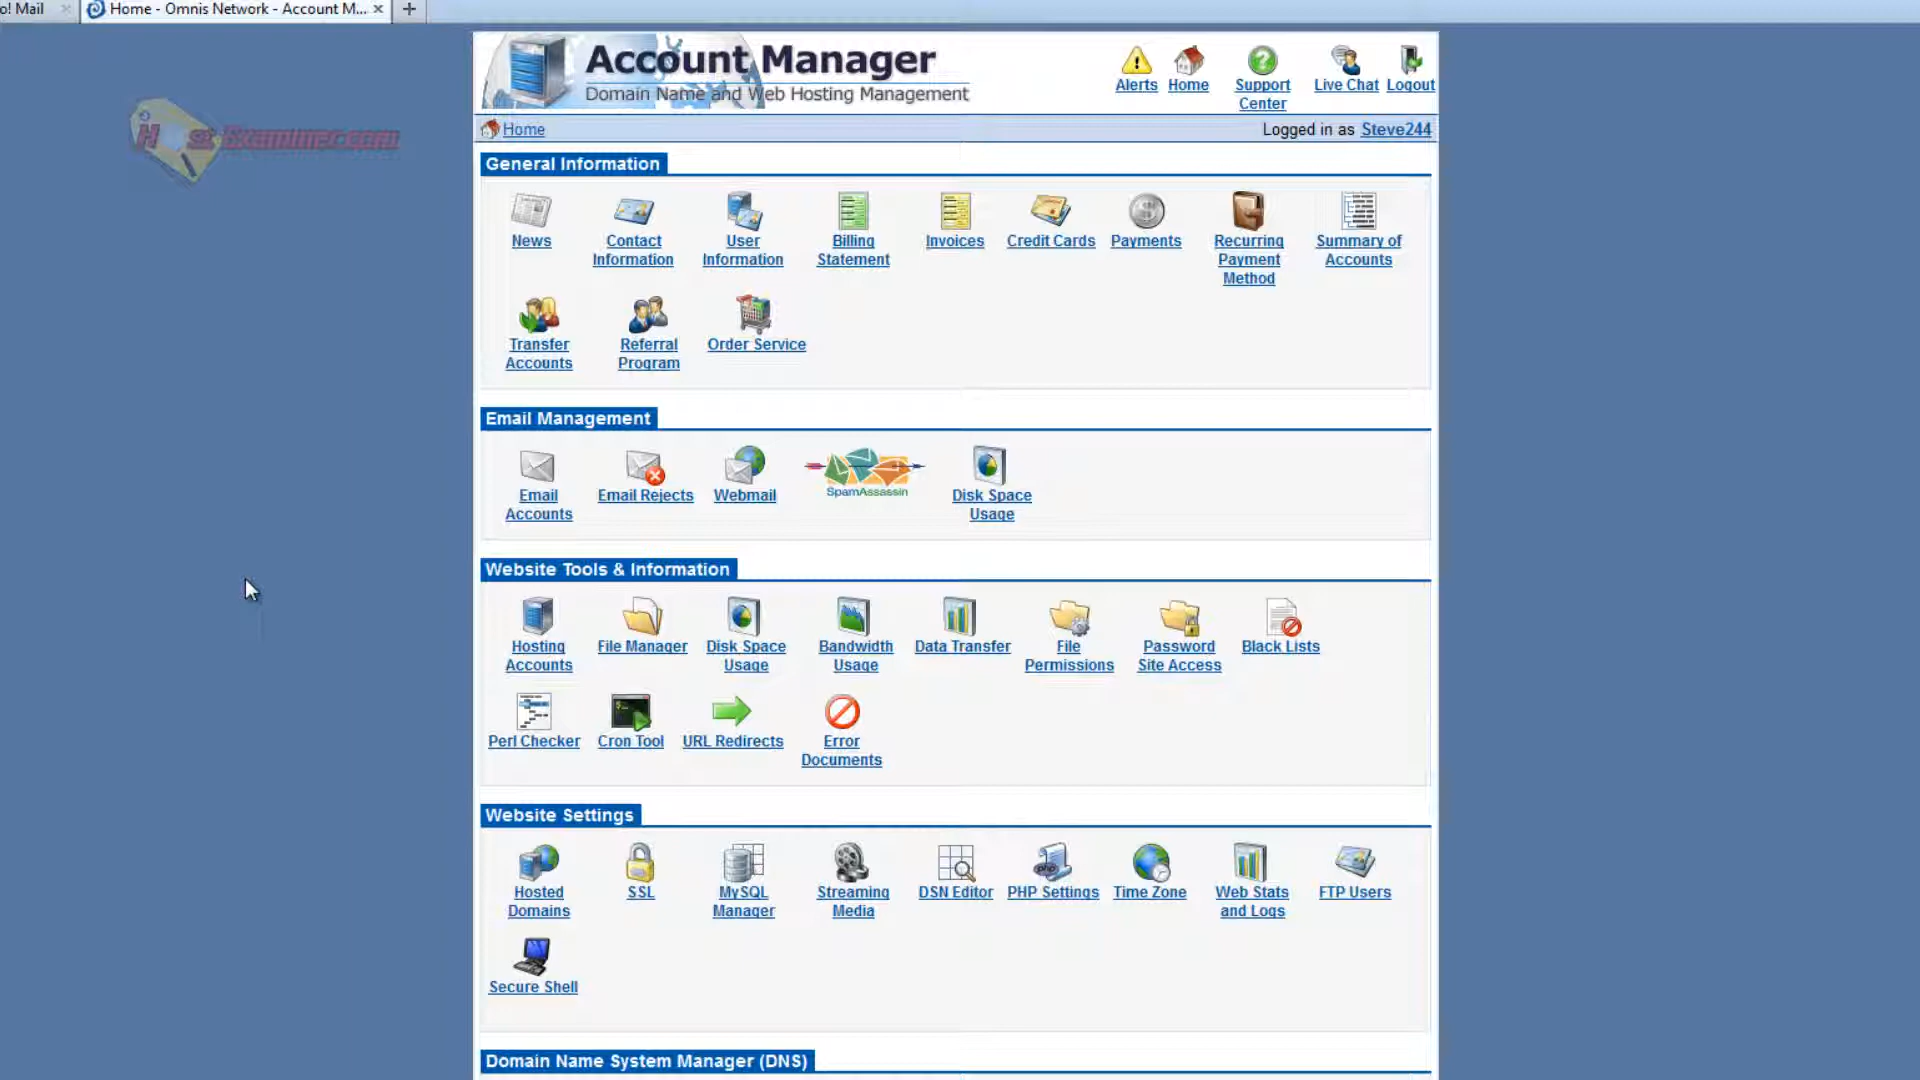 o! Mail
Home - Omnis Network - Account M...
Account Manager
Domain Name and Web Hosting Management
Alerts
Home
Support
Center
Live Chat
Logout
HostExaminer.com
Home
Logged in as Steve244
General Information
News
Contact
Information
User
Information
Billing
Statement
Invoices
Credit Cards
Payments
Recurring
Payment
Method
Summary of
Accounts
Transfer
Accounts
Referral
Program
Order Service
Email Management
Email
Accounts
Email Rejects
Webmail
SpamAssassin
Disk Space
Usage
Website Tools & Information
Hosting
Accounts
File Manager
Disk Space
Usage
Bandwidth
Usage
Data Transfer
File
Permissions
Password
Site Access
Black Lists
Perl Checker
Cron Tool
URL Redirects
Error
Documents
Website Settings
Hosted
Domains
SSL
MySQL
Manager
Streaming
Media
DSN Editor
php
PHP Settings
Time Zone
Web Stats
and Logs
FTP Users
Secure Shell
Domain Name System Manager (DNS)